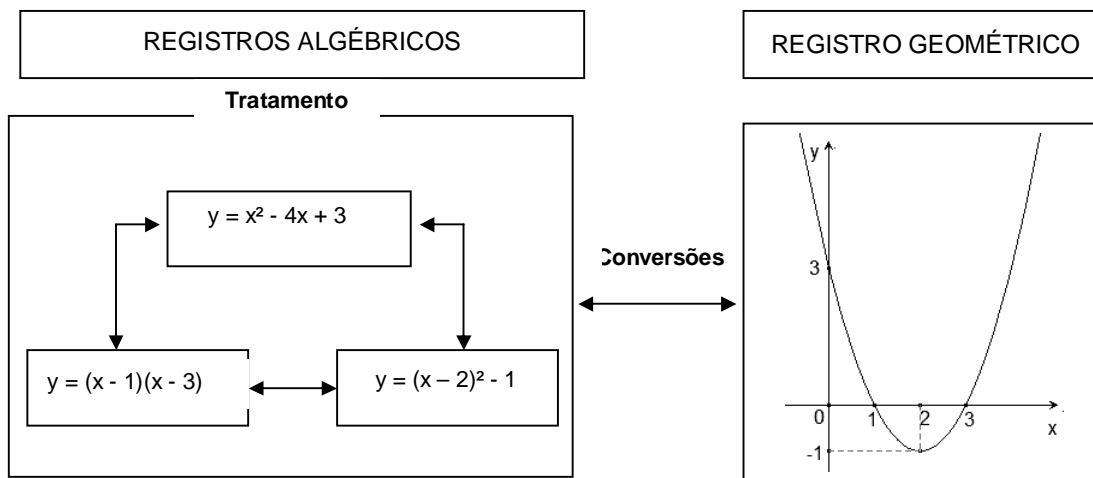 REGISTROS ALGÉBRICOS
REGISTRO GEOMÉTRICO
Tratamento
y = x² - 4x + 3
y = (x - 1)(x - 3)
y = (x – 2)² - 1
Conversões
y
3
0
1
2
3
x
-1